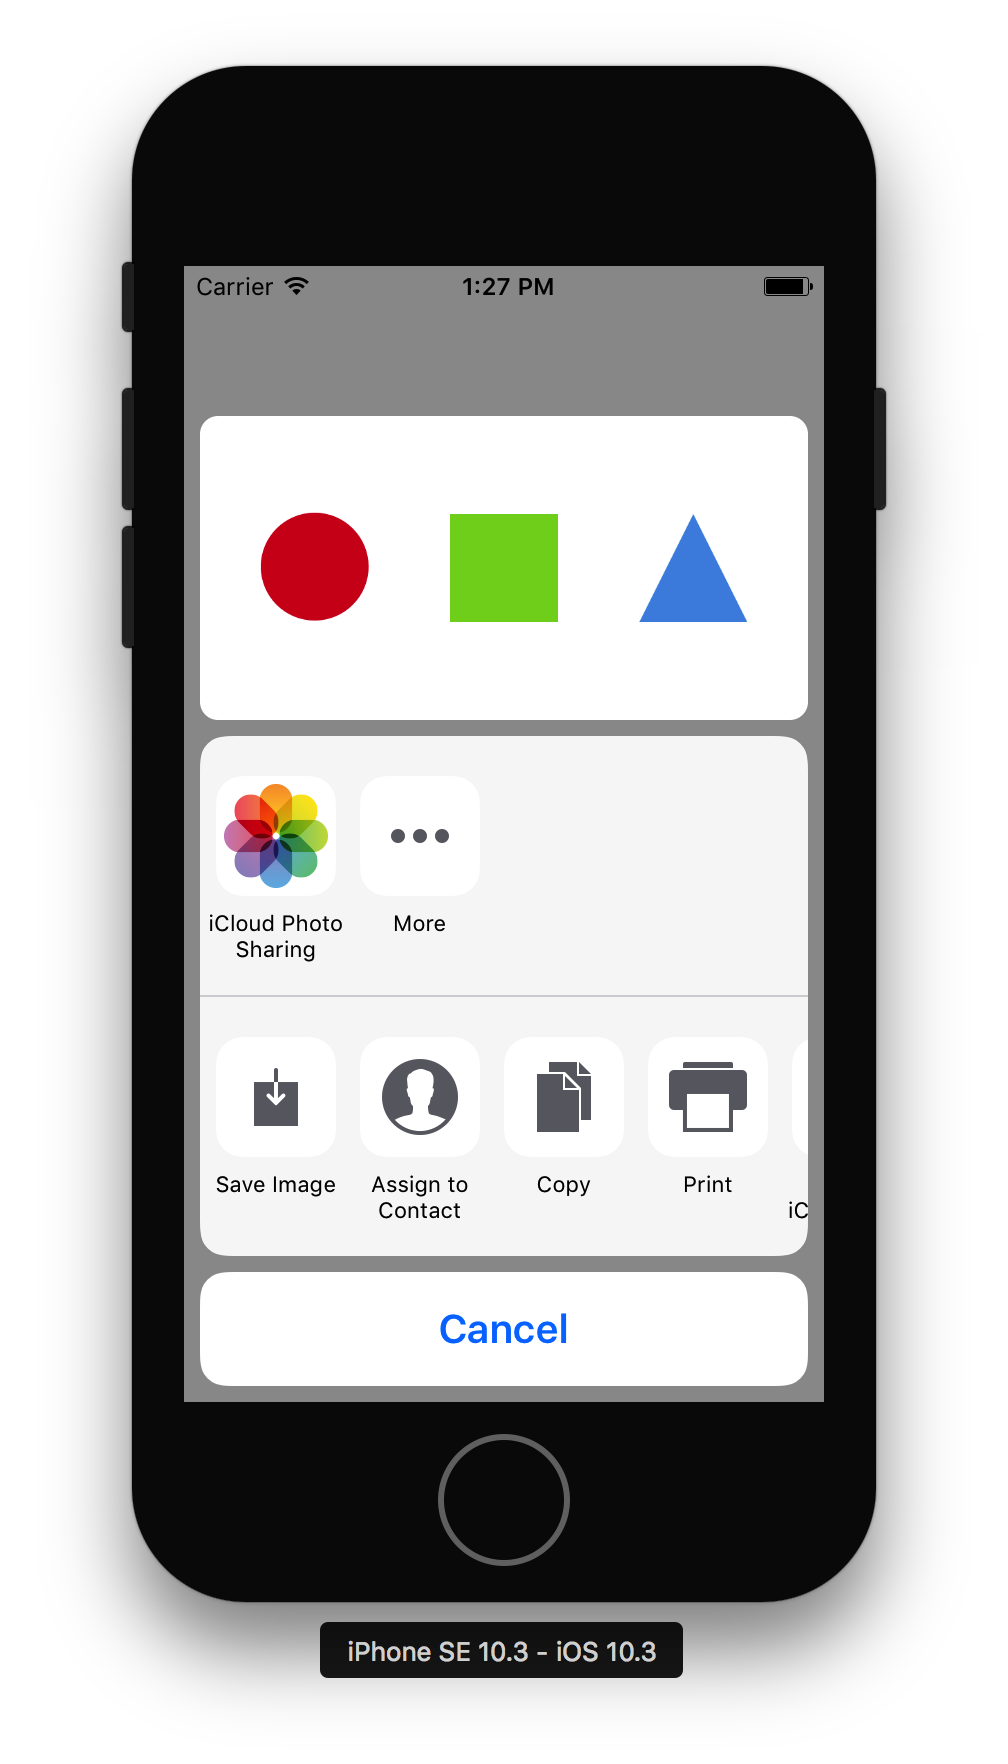 Carrier 1:27 PM
iCloud Photo
Sharing
More
Save Image
Assign to
Contact
Copy
Print
iC
Cancel
iPhone SE 10.3 - iOS 10.3